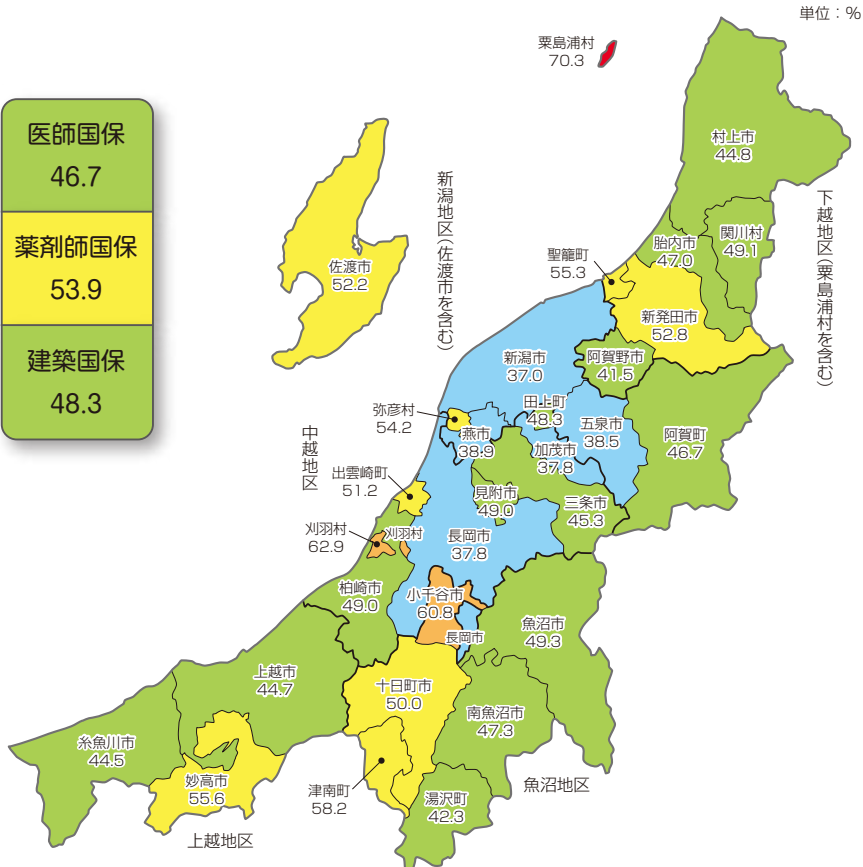 単位：%
粟島浦村
70.3
医師国保
46.7
薬剤師国保
53.9
建築国保
48.3
村上市
44.8
新潟地区(佐渡市を含む)
下越地区(粟島浦村を含む)
関川村
49.1
胎内市
47.0
聖籠町
55.3
佐渡市
52.2
新発田市
52.8
新潟市
37.0
阿賀野市
41.5
田上町
48.3
五泉市
38.5
阿賀町
46.7
弥彦村
54.2
燕市
38.9
加茂市
37.8
中越地区
出雲崎町
51.2
見附市
49.0
三条市
45.3
刈羽村
62.9
刈羽村
長岡市
37.8
柏崎市
49.0
小千谷市
60.8
長岡市
魚沼市
49.3
上越市
44.7
十日町市
50.0
南魚沼市
47.3
糸魚川市
44.5
妙高市
55.6
津南町
58.2
湯沢町
42.3
魚沼地区
上越地区